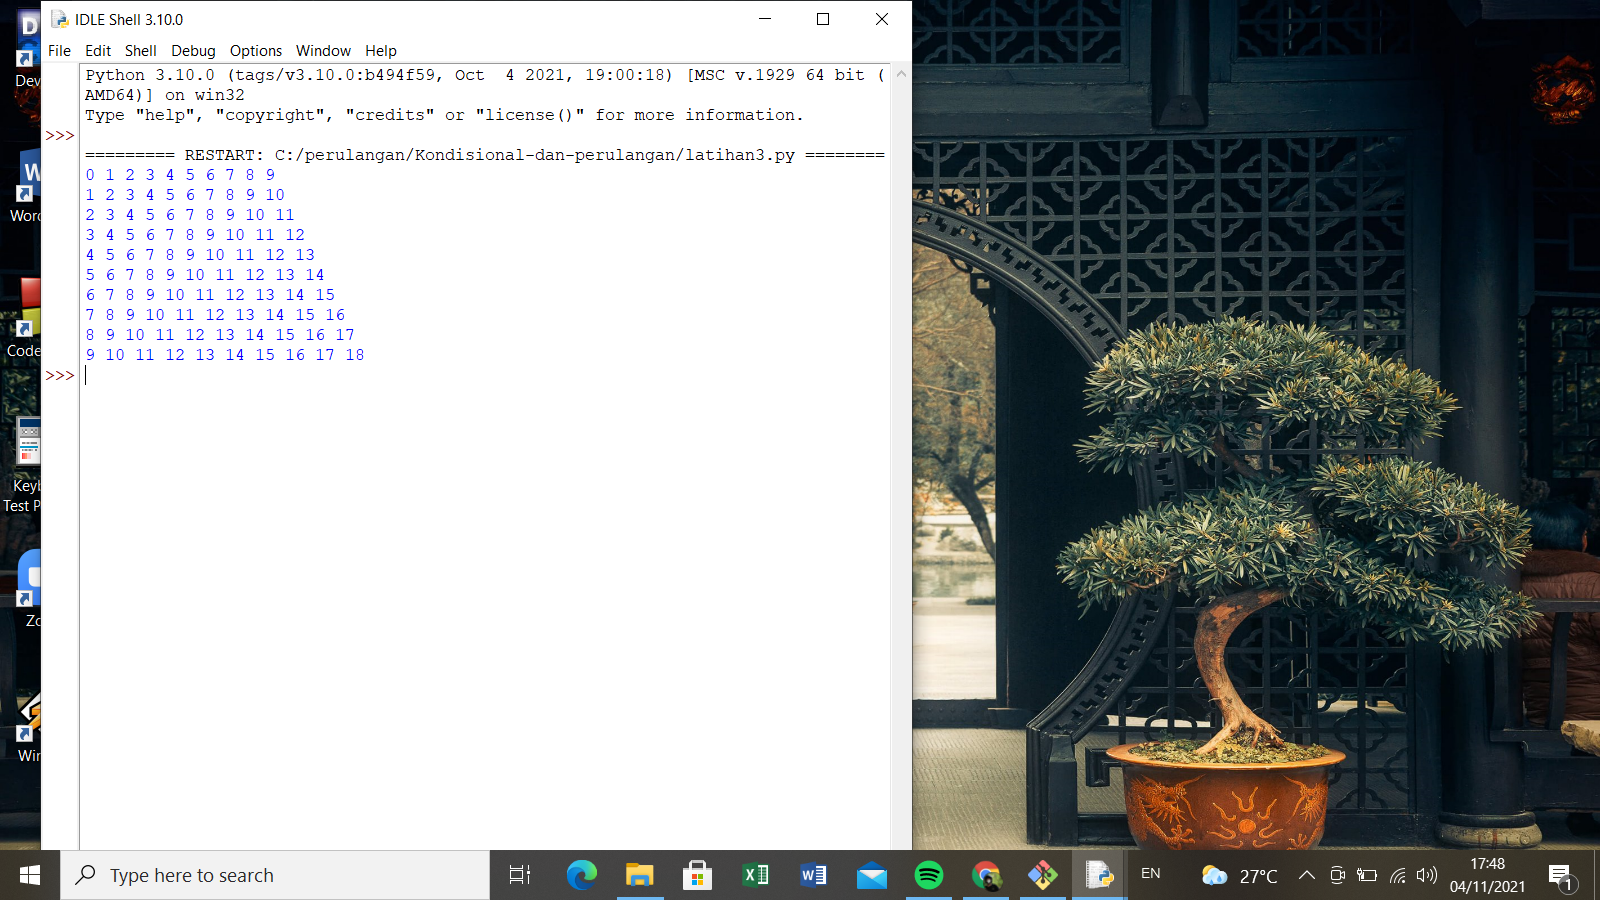 IDLE Shell 3.10.0
File Edit Shell Debug Options Window Help
Python 3.10.0 (tags/v3.10.0:b494f59, Oct  4 2021, 19:00:18) [MSC v.1929 64 bit (
AMD64)] on win32
Type "help", "copyright", "credits" or "license()" for more information.
>>>
========= RESTART: C:/perulangan/Kondisional-dan-perulangan/latihan3.py ========
0 1 2 3 4 5 6 7 8 9
1 2 3 4 5 6 7 8 9 10
2 3 4 5 6 7 8 9 10 11
3 4 5 6 7 8 9 10 11 12
4 5 6 7 8 9 10 11 12 13
5 6 7 8 9 10 11 12 13 14
6 7 8 9 10 11 12 13 14 15
7 8 9 10 11 12 13 14 15 16
8 9 10 11 12 13 14 15 16 17
9 10 11 12 13 14 15 16 17 18
>>>
Dev
Word
Code
Keyb
Test P
Zo
Win
Type here to search
EN
27°C
17:48
04/11/2021
1